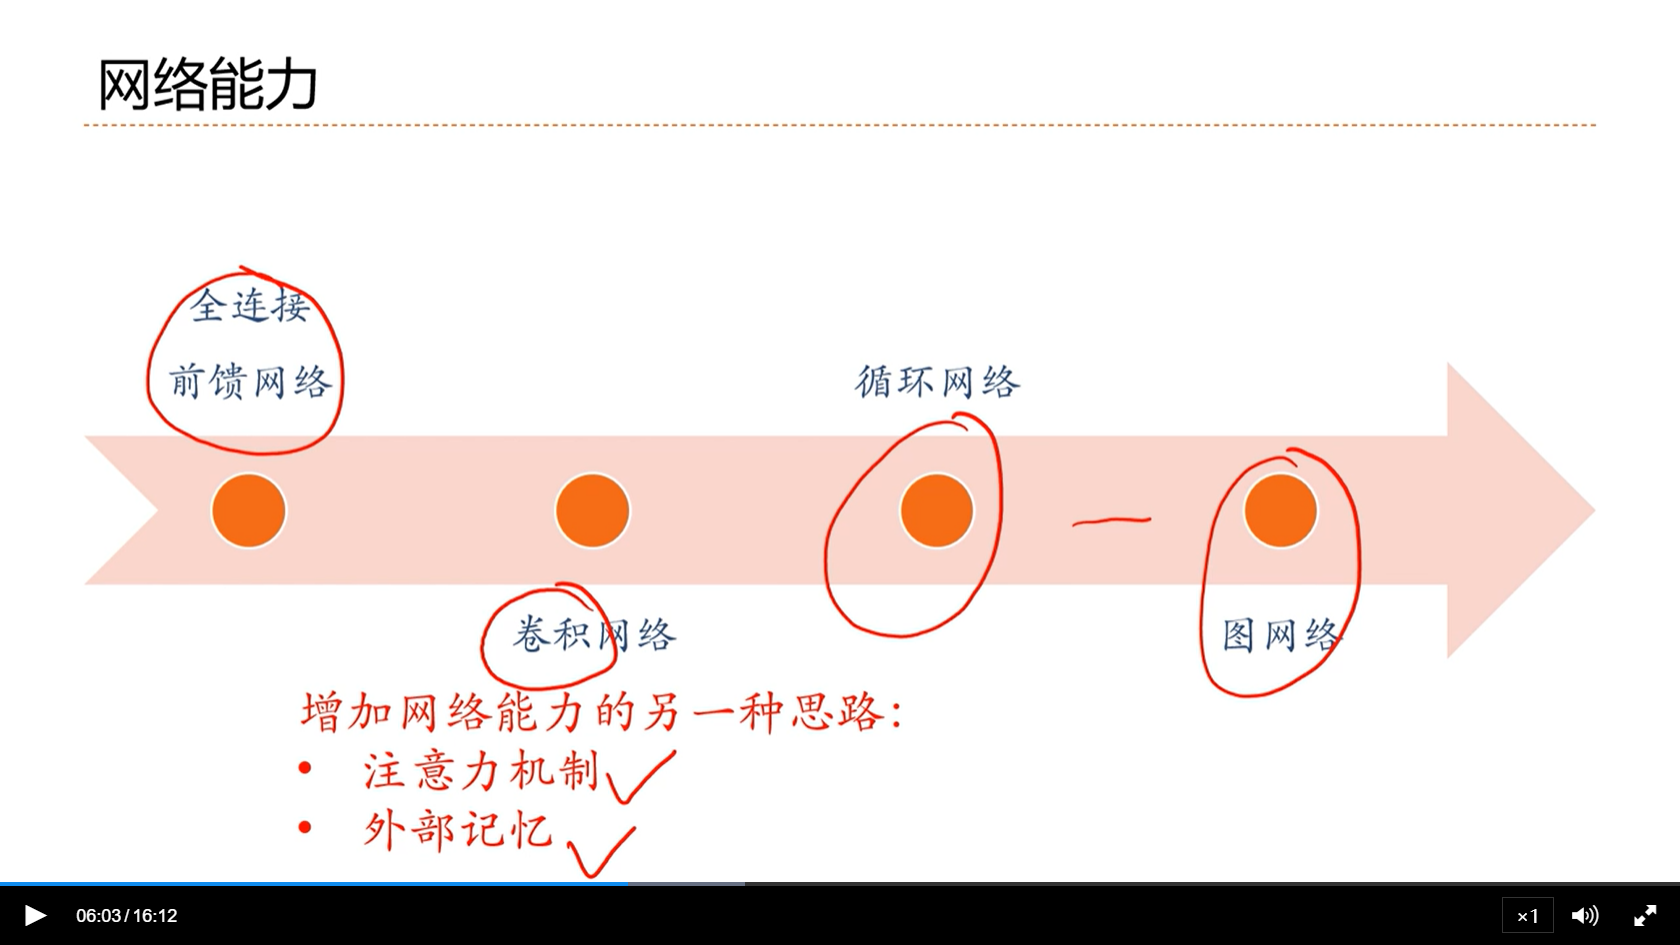 网络能力
全连接
前馈网络
循环网络
卷积网络
图网络
增加网络能力的另一种思路：
• 注意力机制
• 外部记忆
06:03/16:12
×1